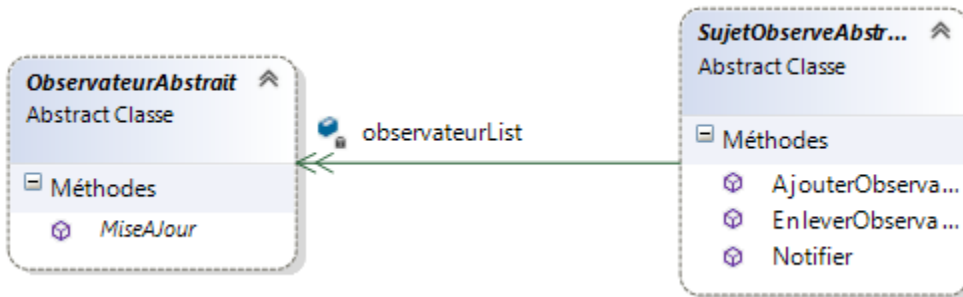 ObservateurAbstrait
Abstract Classe
Méthodes
MiseAJour
observateurList
SujetObserveAbstr...
Abstract Classe
Méthodes
AjouterObserva...
EnleverObserva...
Notifier